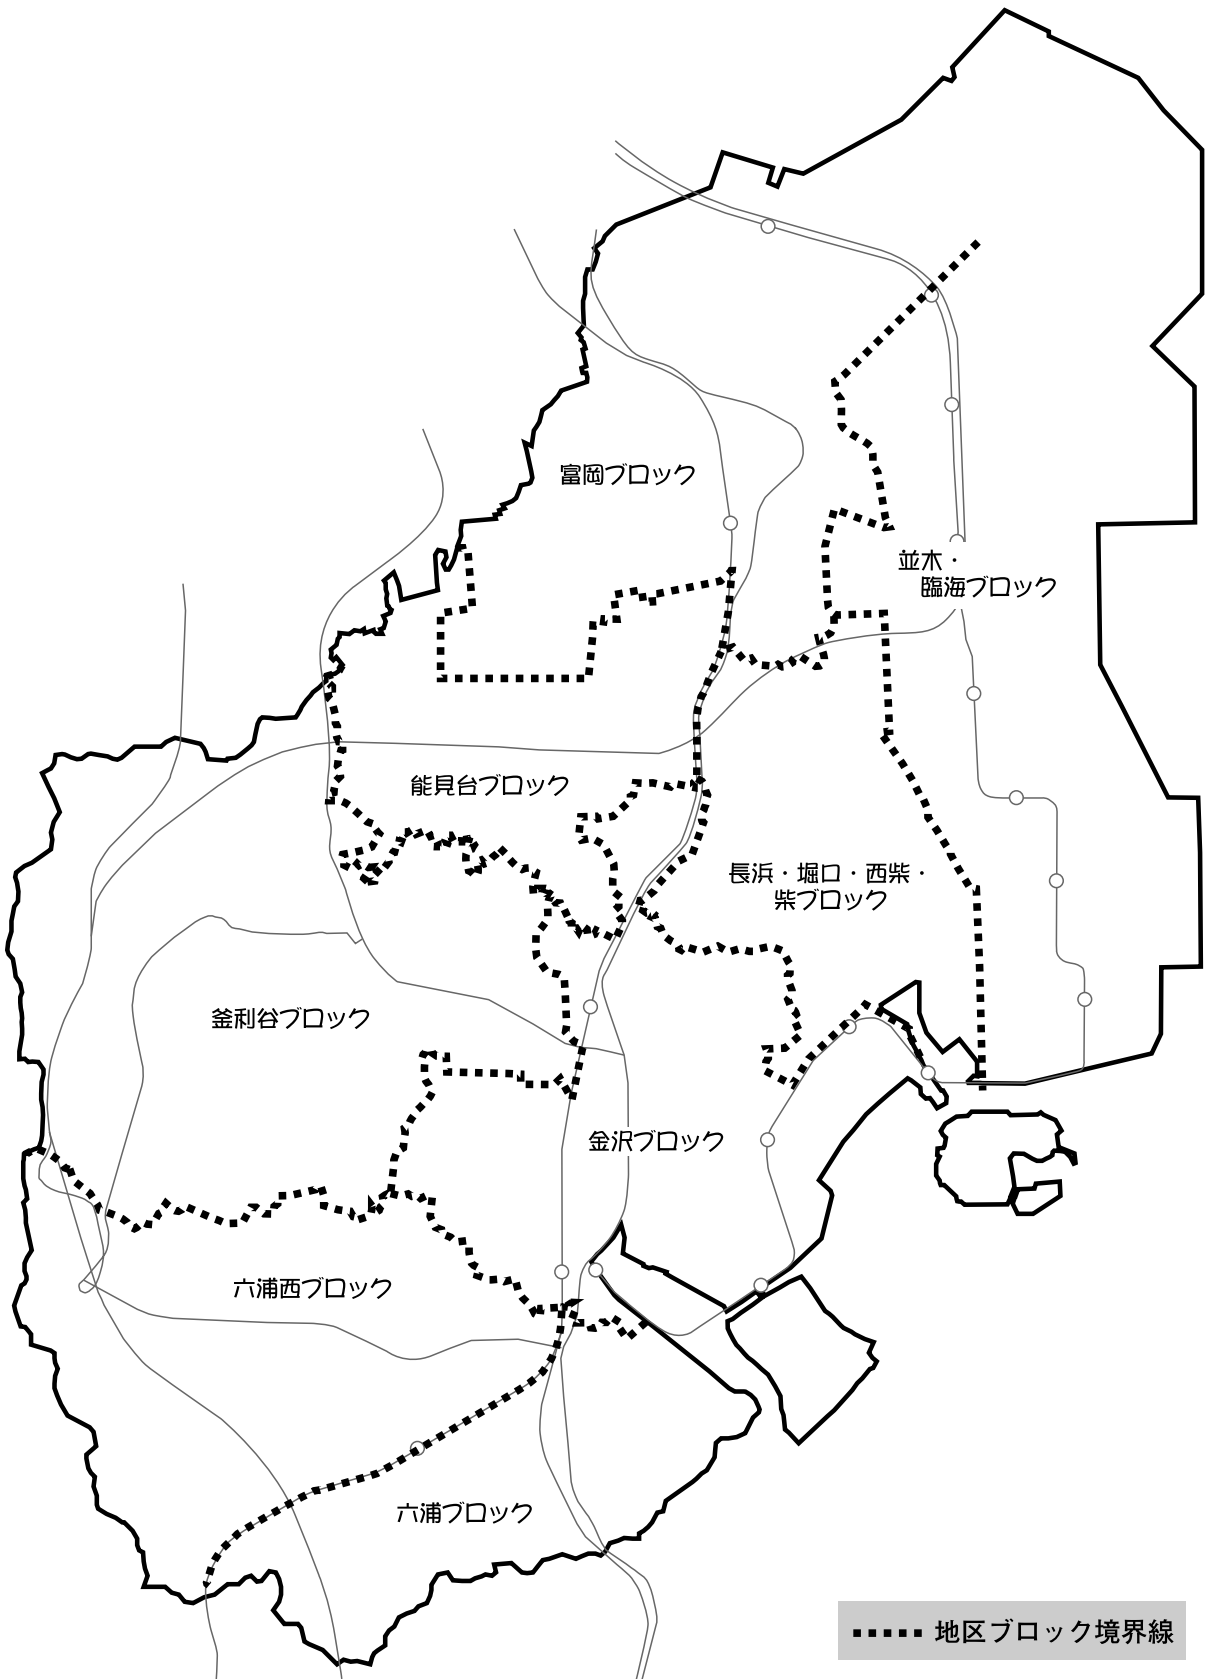 富岡ブロック
並木・
臨海ブロック
能見台ブロック
長浜・堀口・西柴・
柴ブロック
釜利谷ブロック
金沢ブロック
六浦西ブロック
六浦ブロック
地区ブロック境界線